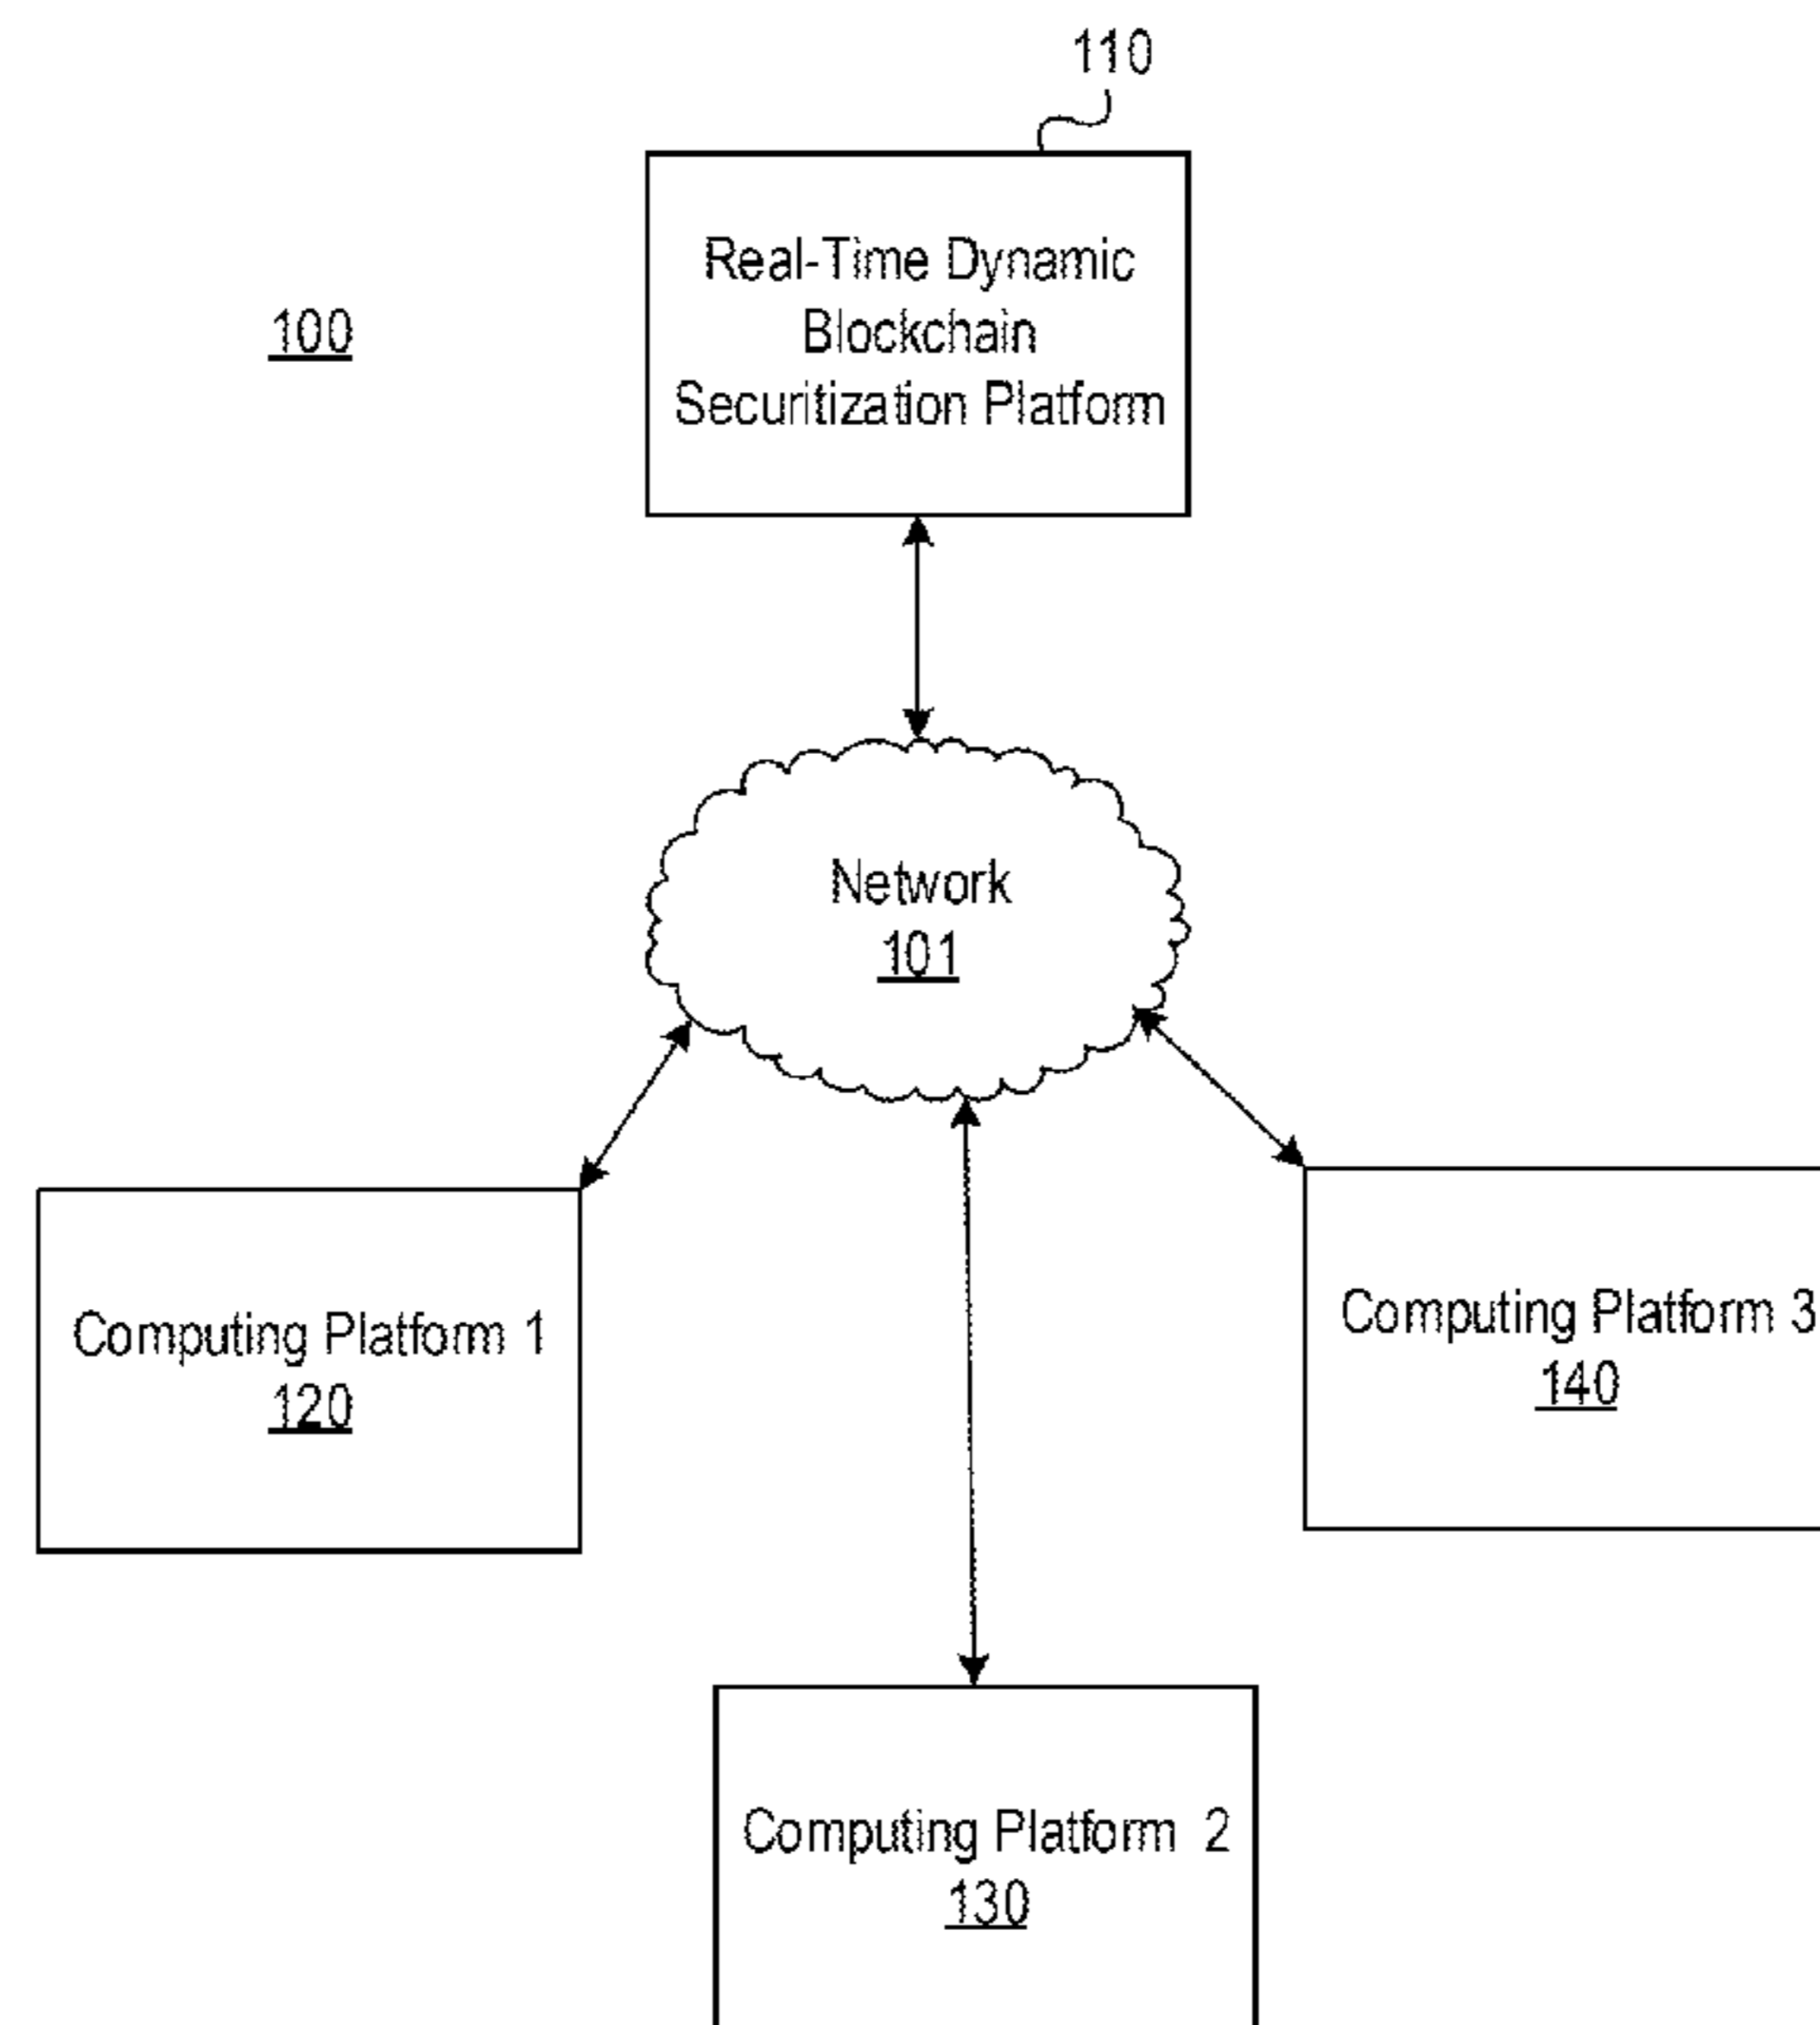 110
100
Real-Time Dynamic
Blockchain
Securitization Platform
Network
101
Computing Platform 1
120
Computing Platform 3
140
Computing Platform 2
130